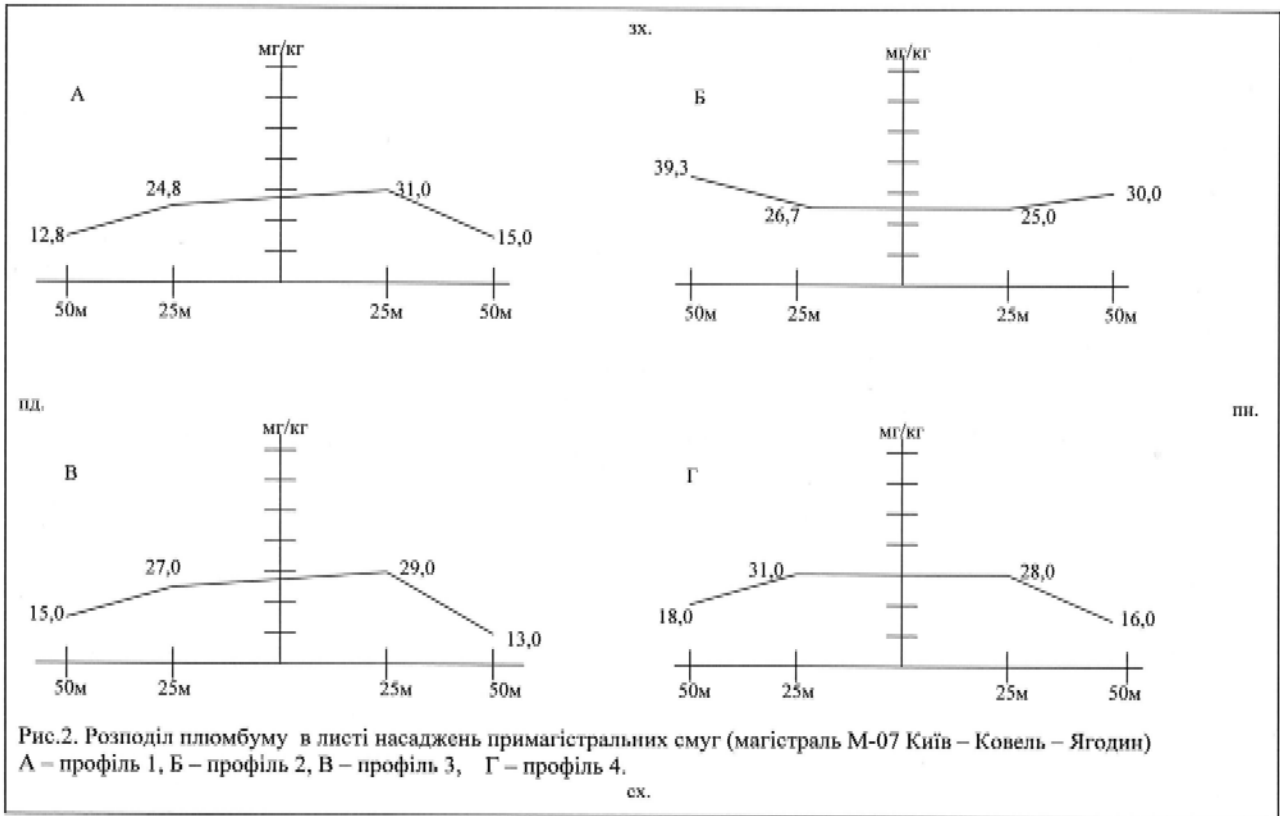 зх.
мг/кг
А
12,8
24,8
31,0
15,0
50м
25м
25м
50м
мг/кг
Б
39,3
26,7
25,0
30,0
50м
25м
25м
50м
пд.
пн.
мг/кг
В
15,0
27,0
29,0
13,0
50м
25м
25м
50м
мг/кг
Г
18,0
31,0
28,0
16,0
50м
25м
25м
50м
Рис.2. Розподіл плюмбуму в листі насаджень примагістральних смуг (магістраль М-07 Київ – Ковель – Ягодин)
А – профіль 1, Б – профіль 2, В – профіль 3, Г – профіль 4.
сх.